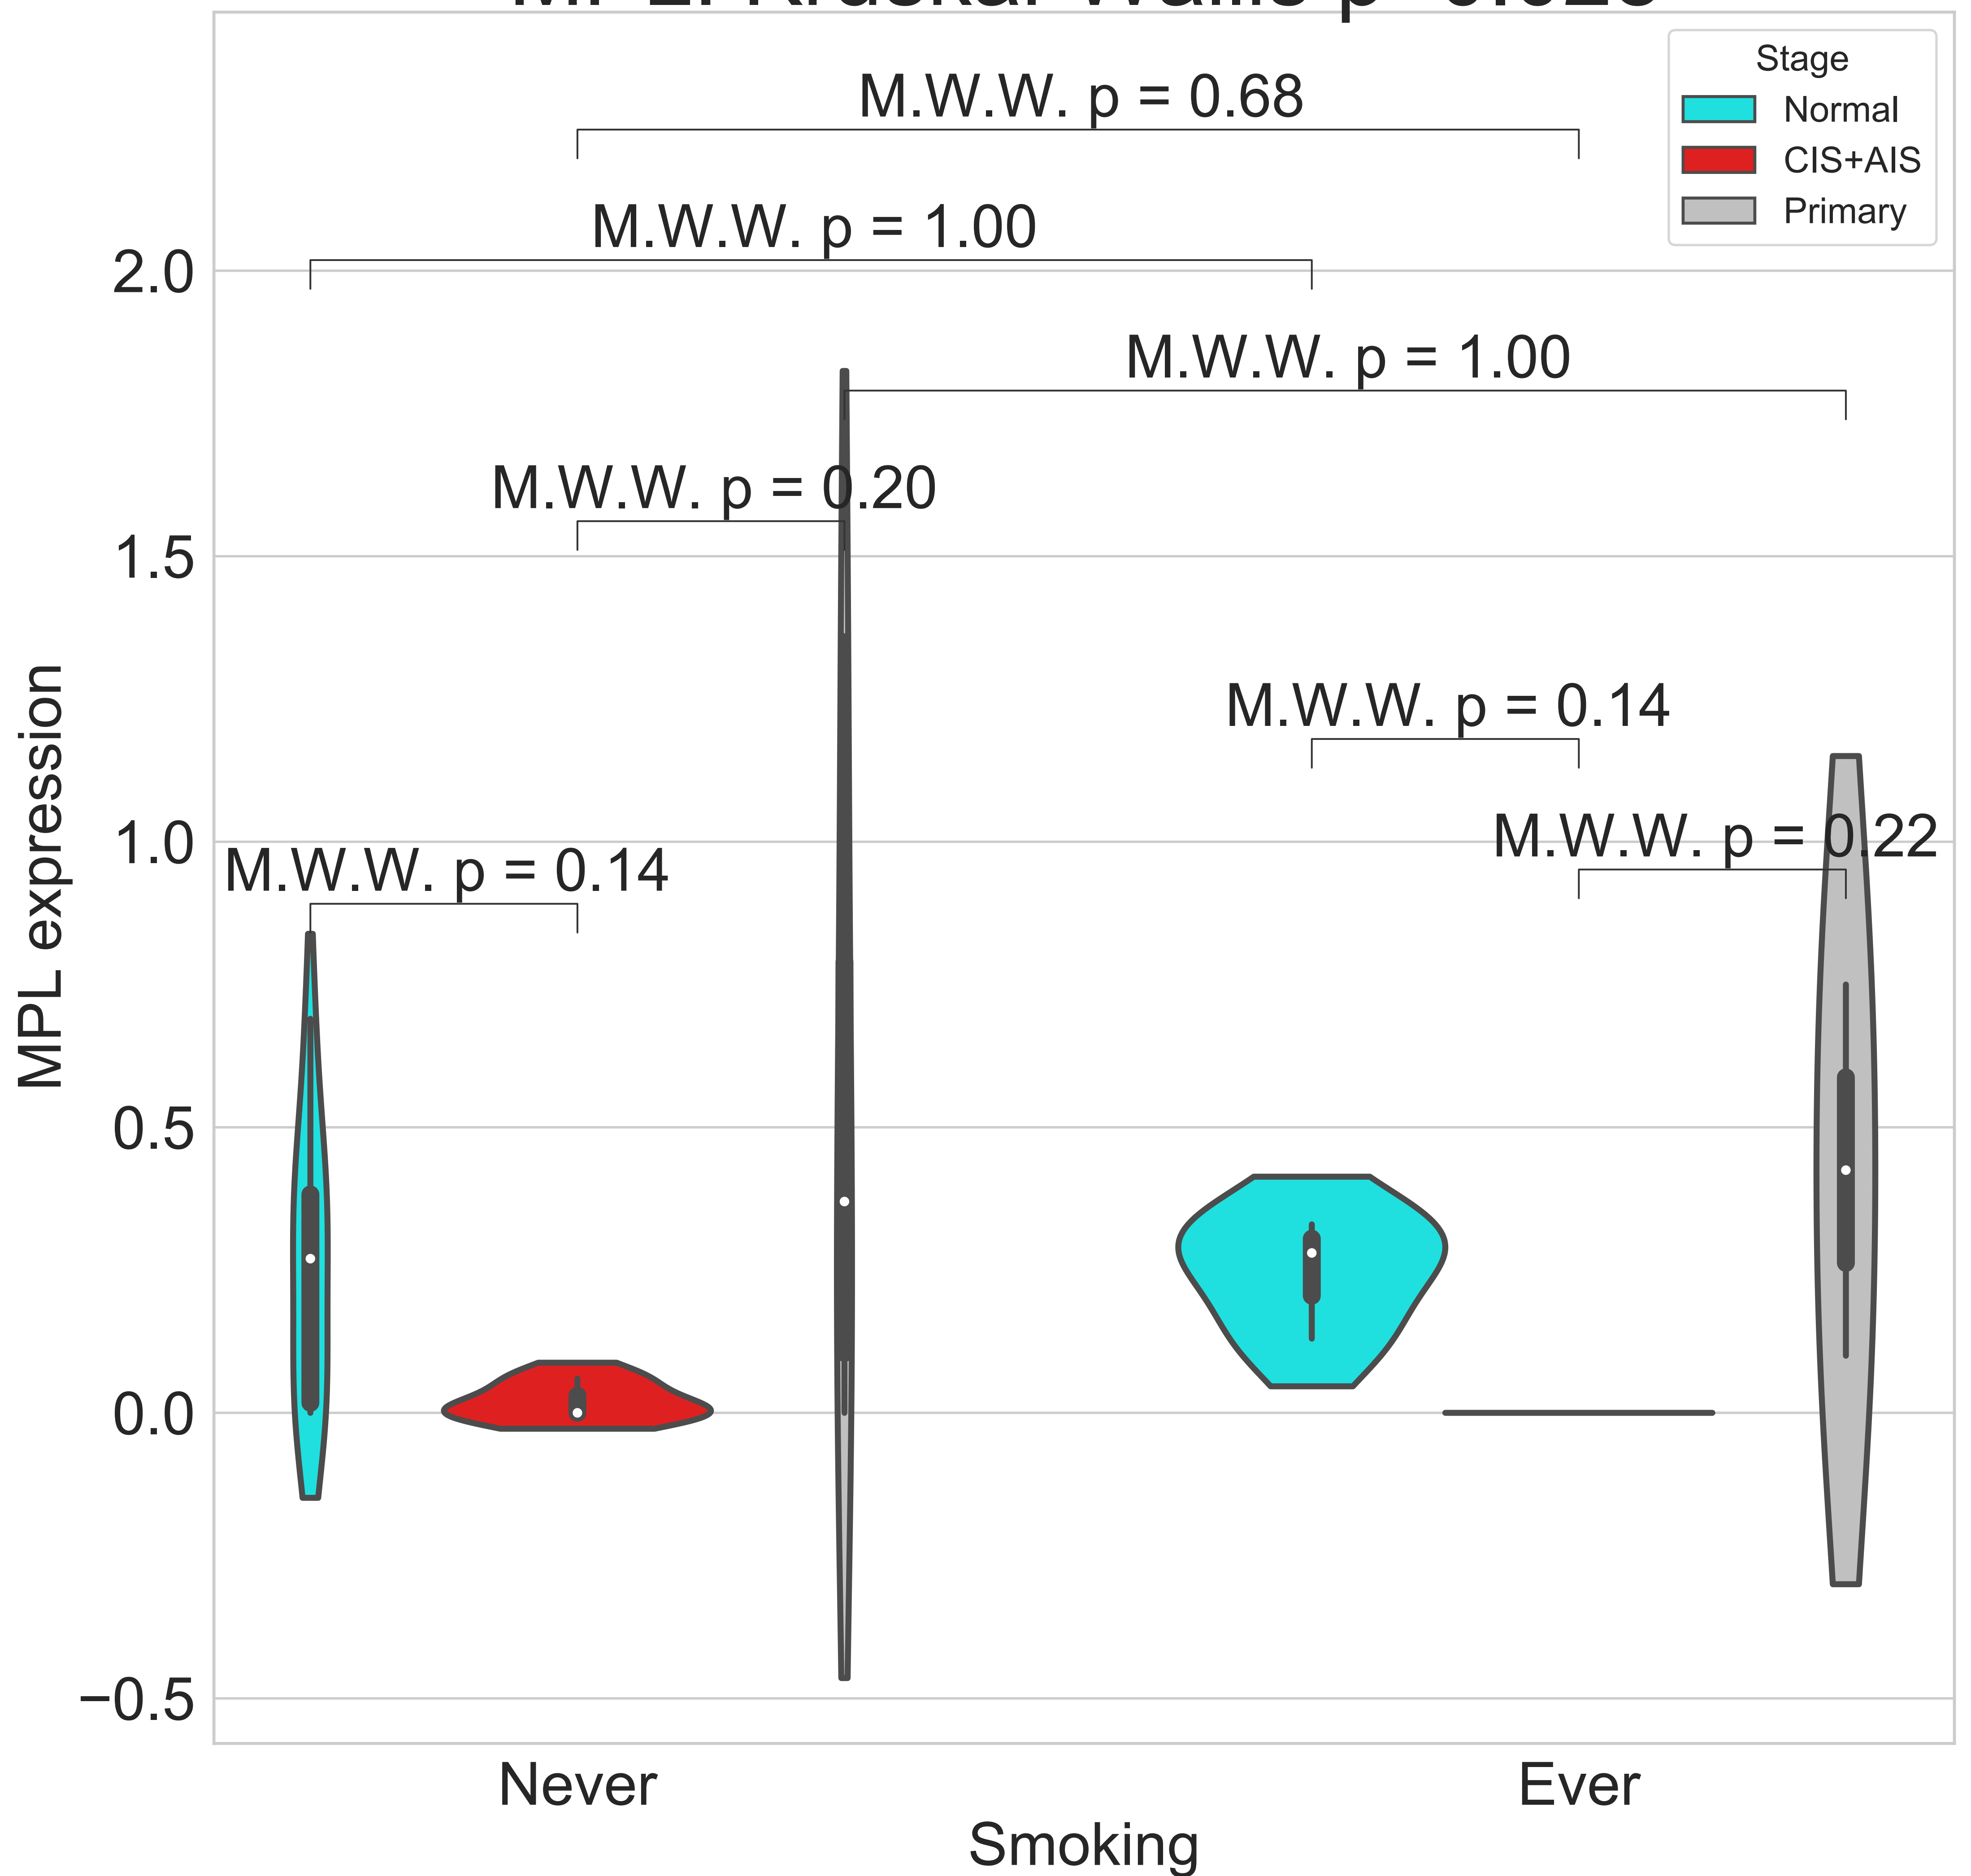 Stage
Normal
CIS+AIS
Primary
M.W.W. p = 0.68
M.W.W. p = 1.00
M.W.W. p = 1.00
M.W.W. p = 0.20
M.W.W. p = 0.14
M.W.W. p = 0.22
M.W.W. p = 0.14
2.0
1.5
1.0
0.5
0.0
−0.5
MPL expression
Never
Ever
Smoking